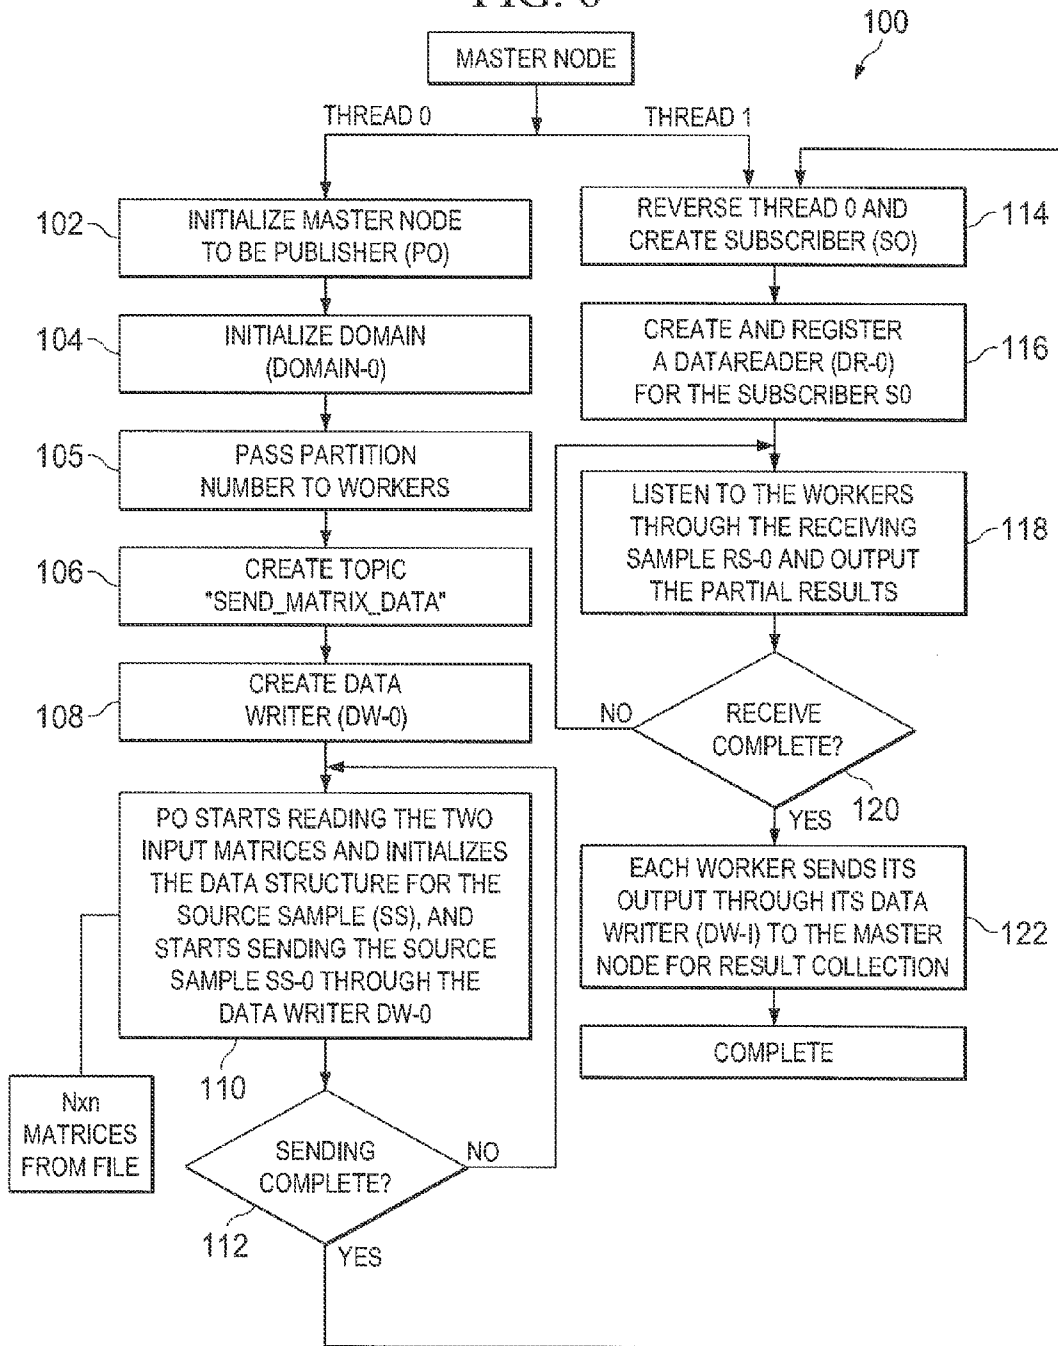 100
MASTER NODE
THREAD 0
THREAD 1
102
INITIALIZE MASTER NODE
TO BE PUBLISHER (PO)
104
INITIALIZE DOMAIN
(DOMAIN-0)
105
PASS PARTITION
NUMBER TO WORKERS
106
CREATE TOPIC
"SEND_MATRIX_DATA"
108
CREATE DATA
WRITER (DW-0)
PO STARTS READING THE TWO
INPUT MATRICES AND INITIALIZES
THE DATA STRUCTURE FOR THE
SOURCE SAMPLE (SS), AND
STARTS SENDING THE SOURCE
SAMPLE SS-0 THROUGH THE
DATA WRITER DW-0
110
Nxn
MATRICES
FROM FILE
SENDING
COMPLETE?
NO
112
YES
REVERSE THREAD 0 AND
CREATE SUBSCRIBER (SO)
114
CREATE AND REGISTER
A DATAREADER (DR-0)
FOR THE SUBSCRIBER S0
116
LISTEN TO THE WORKERS
THROUGH THE RECEIVING
SAMPLE RS-0 AND OUTPUT
THE PARTIAL RESULTS
118
NO
RECEIVE
COMPLETE?
120
YES
EACH WORKER SENDS ITS
OUTPUT THROUGH ITS DATA
WRITER (DW-I) TO THE MASTER
NODE FOR RESULT COLLECTION
122
COMPLETE